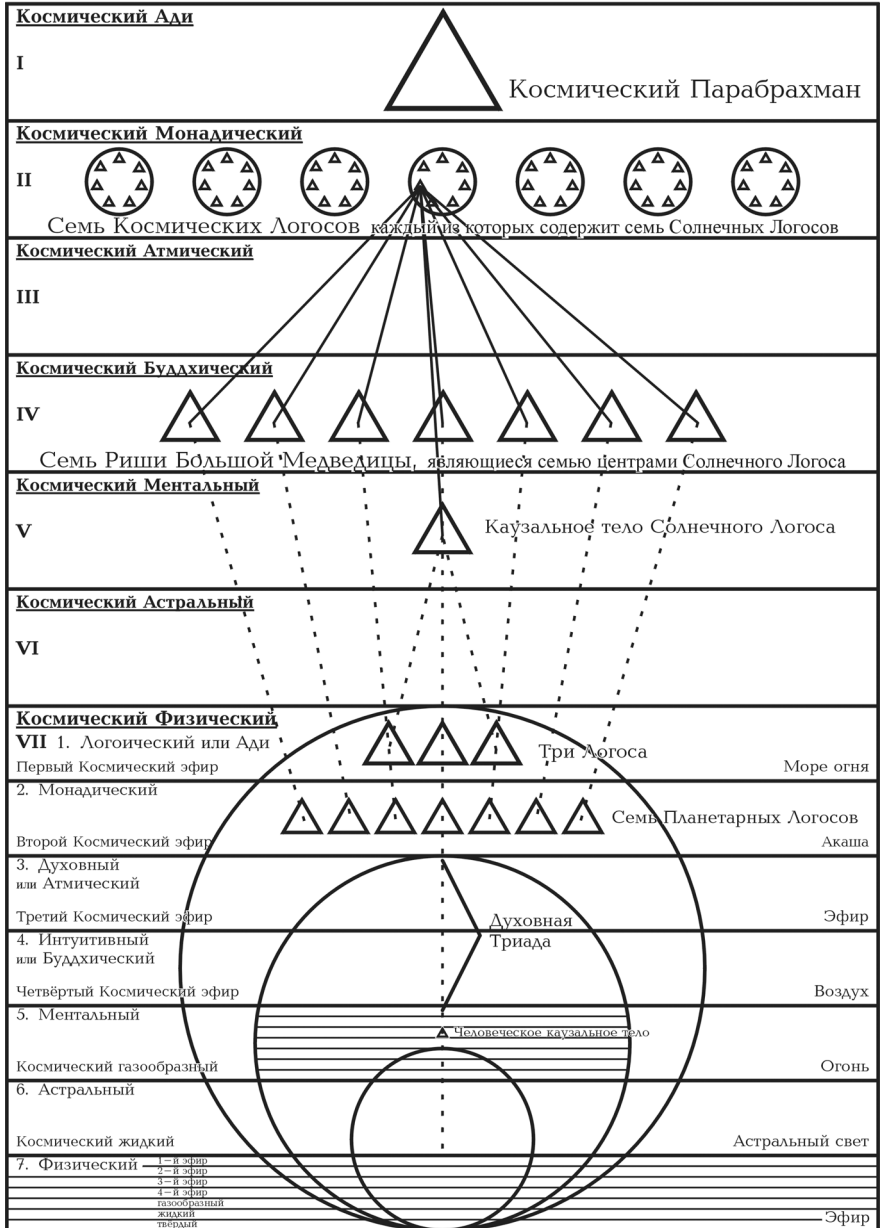 Космический Ади
I
Космический Парабрахман
Космический Монадический
II
Семь Космических Логосов каждый из которых содержит семь Солнечных Логосов
Космический Атмический
III
Космический Буддхический
IV
Семь Риши Большой Медведицы, являющиеся семью центрами Солнечного Логоса
Космический Ментальный
V
Каузальное тело Солнечного Логоса
Космический Астральный
VI
Космический Физический
VII 1. Логоический или Ади
Три Логоса
Первый Космический эфир
Море огня
2. Монадический
Семь Планетарных Логосов
Второй Космический эфир
Акаша
3. Духовный
или Атмический
Третий Космический эфир
Эфир
Духовная
Триада
4. Интуитивный
или Буддхический
Четвёртый Космический эфир
Воздух
5. Ментальный
Человеческое каузальное тело
Космический газообразный
Огонь
6. Астральный
Космический жидкий
Астральный свет
7. Физический
1-й эфир
2-й эфир
3-й эфир
4-й эфир
газообразный
жидкий
твёрдый
Эфир